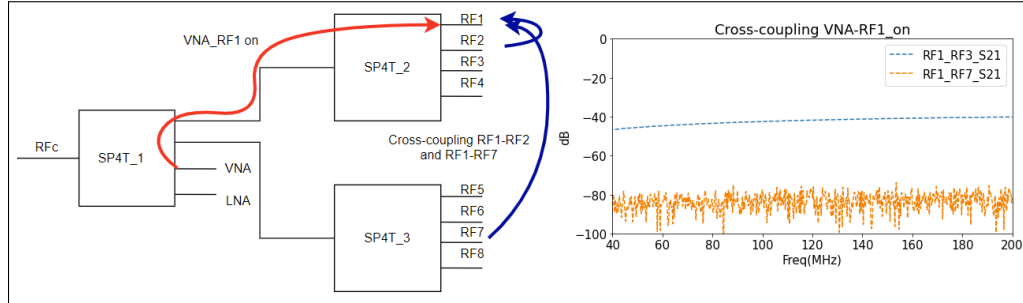 VNA_RF1 on
RFc
SP4T_1
VNA
LNA
SP4T_2
RF1
RF2
RF3
RF4
Cross-coupling RF1-RF2
and RF1-RF7
SP4T_3
RF5
RF6
RF7
RF8
Cross-coupling VNA-RF1_on
RF1_RF3_S21
RF1_RF7_S21
dB
0
−20
−40
−60
−80
−100
40 60 80 100 120 140 160 180 200
Freq(MHz)